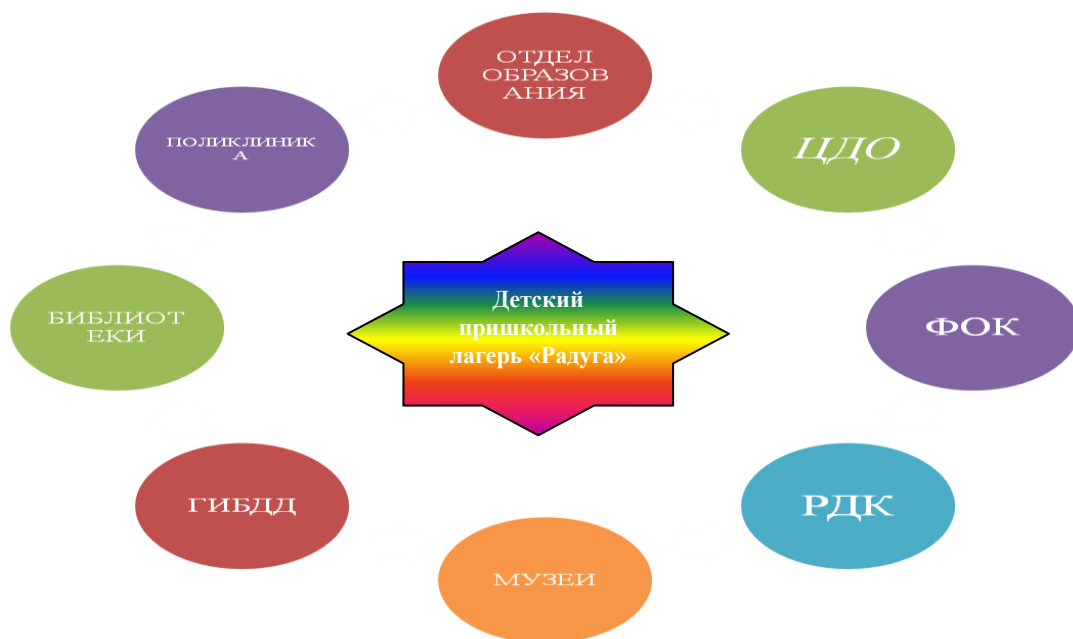 ОТДЕЛ
ОБРАЗОВ
АНИЯ
ПОЛИКЛИНИК
А
ЦДО
БИБЛИОТ
ЕКИ
Детский
пришкольный
лагерь «Радуга»
ФОК
ГИБДД
РДК
МУЗЕИ